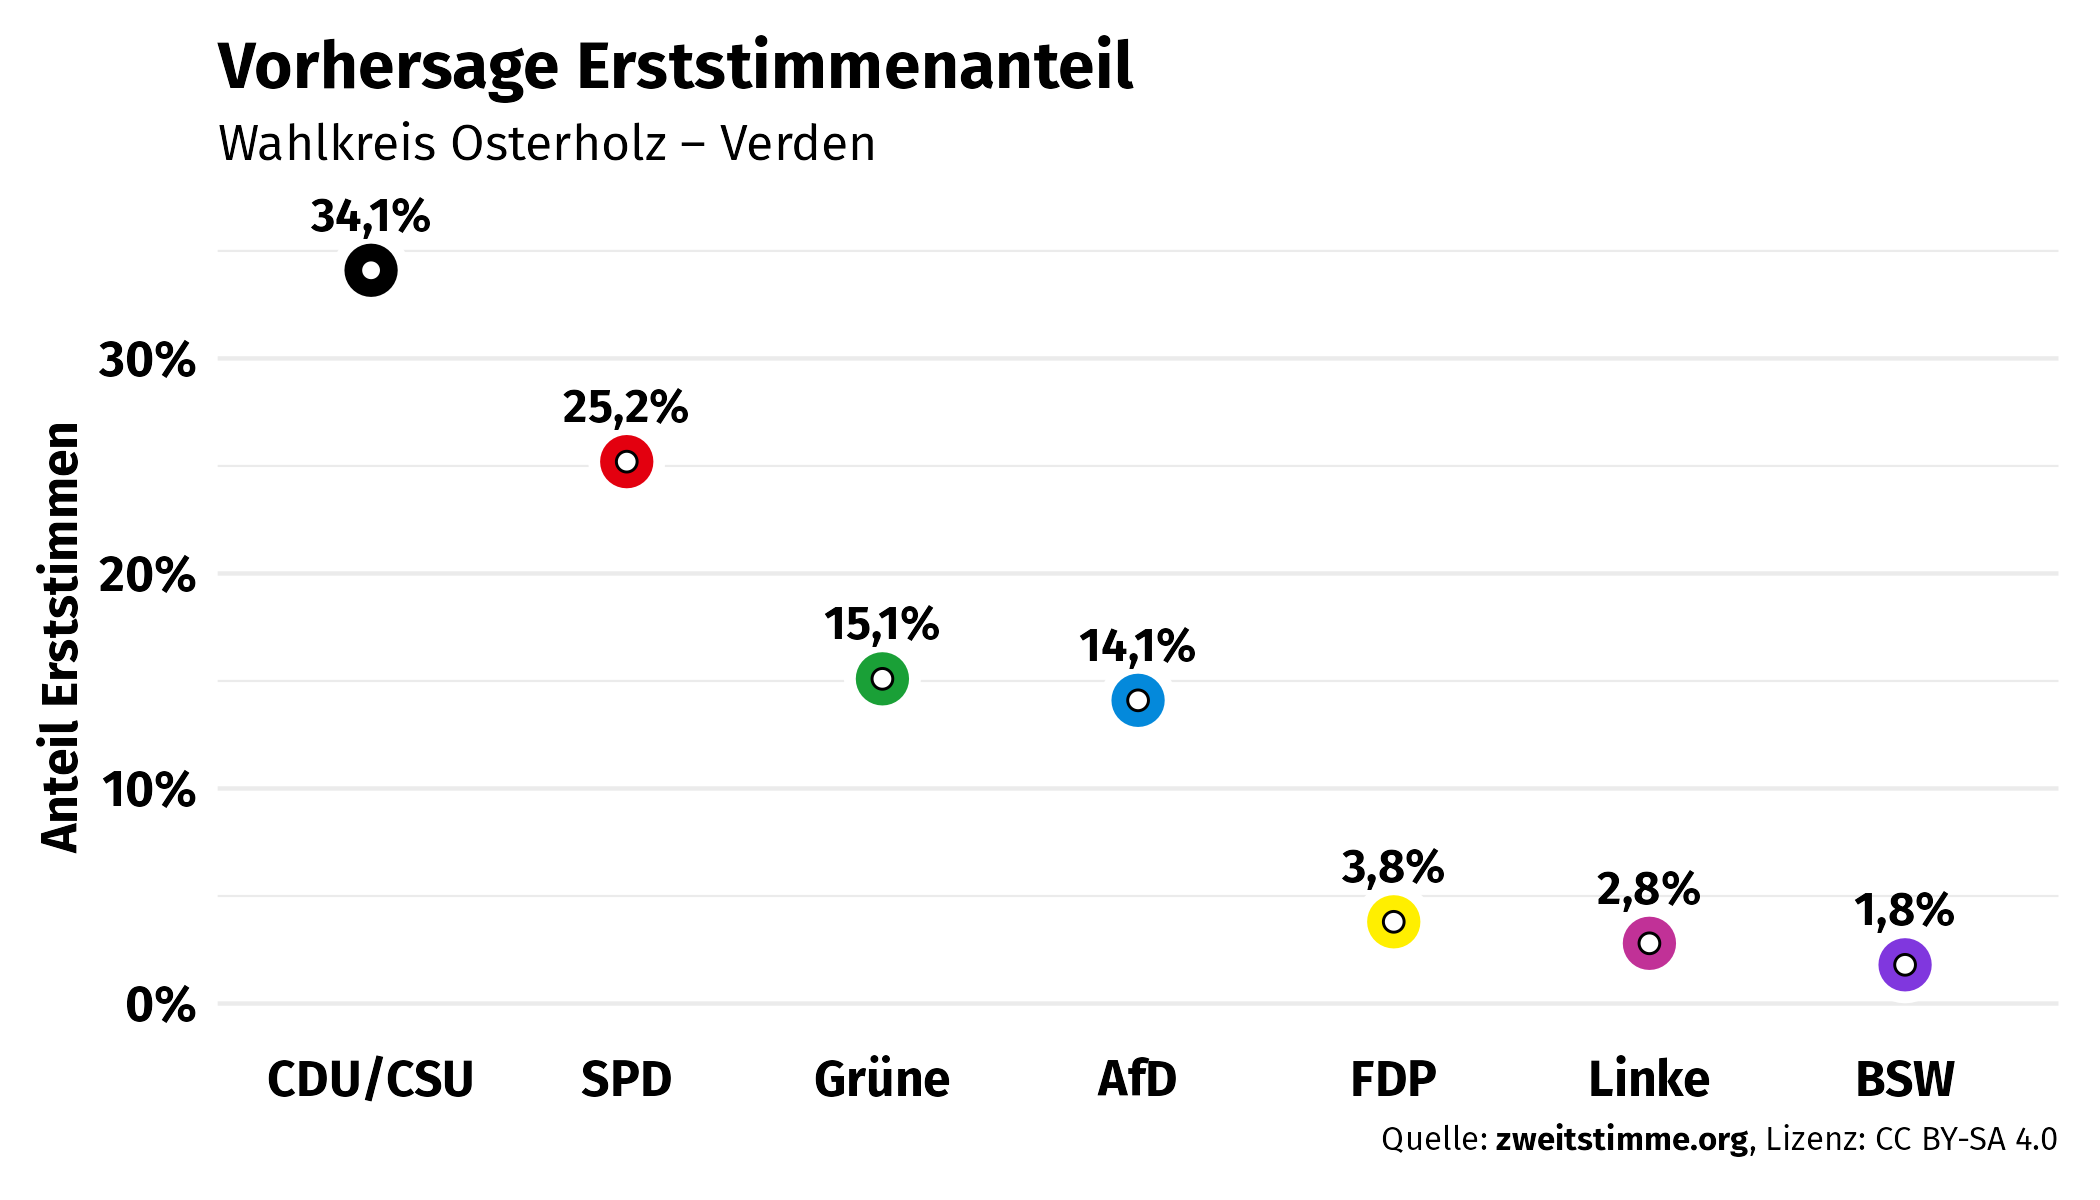 Vorhersage Erststimmenanteil
Wahlkreis Osterholz – Verden
Anteil Erststimmen
34,1%
30%
25,2%
20%
15,1%
14,1%
10%
3,8%
2,8%
1,8%
0%
CDU/CSU SPD Grüne AfD FDP Linke BSW
Quelle: zweitstimme.org, Lizenz: CC BY-SA 4.0